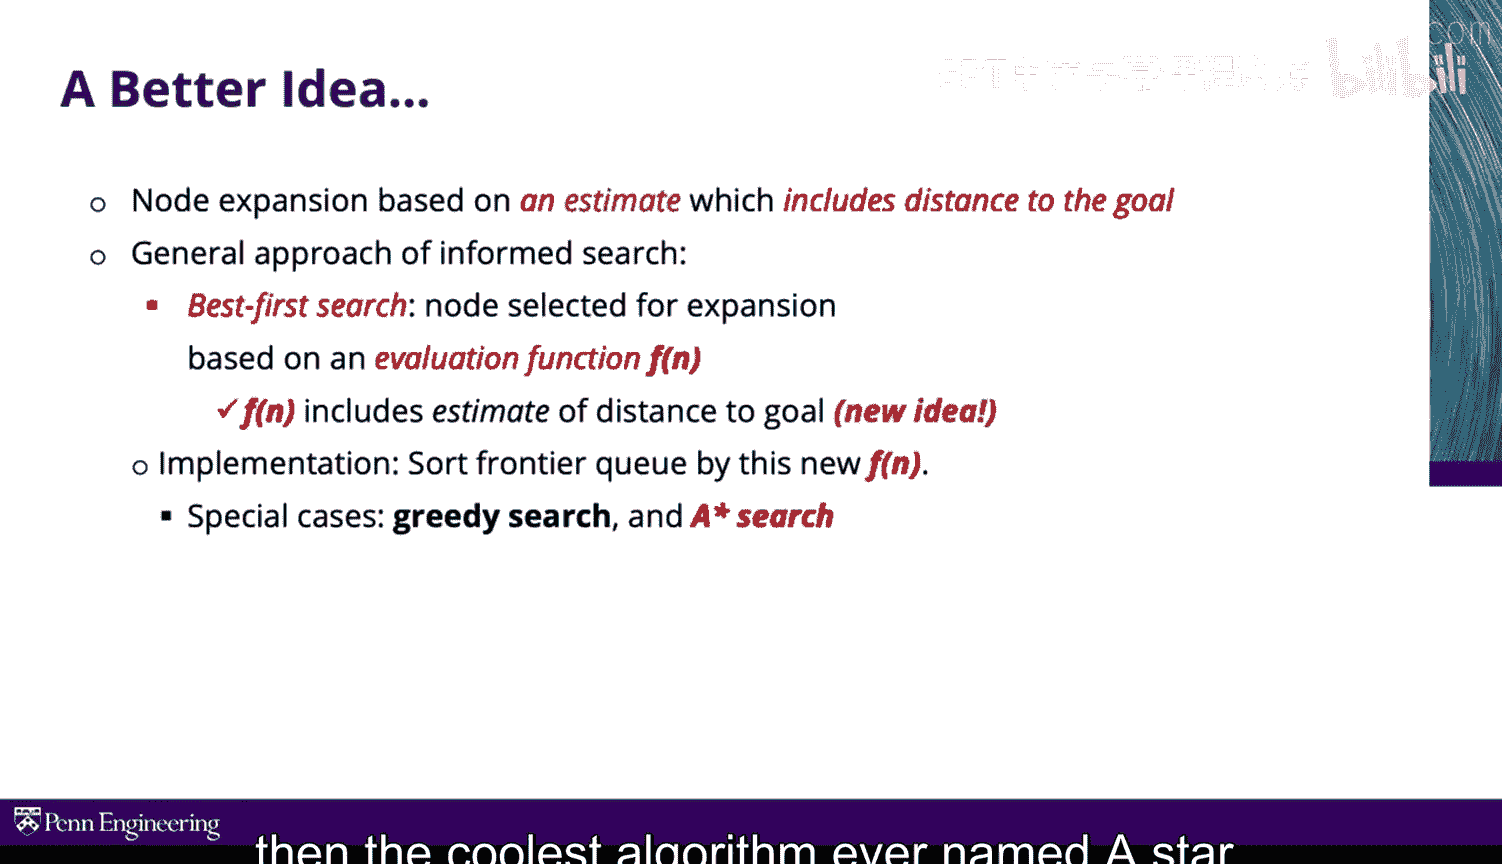 com
bilibili
A Better Idea...
○ Node expansion based on an estimate which includes distance to the goal
○ General approach of informed search:
▪ Best-first search: node selected for expansion
based on an evaluation function f(n)
✓ f(n) includes estimate of distance to goal (new idea!)
○ Implementation: Sort frontier queue by this new f(n).
▪ Special cases: greedy search, and A* search
Penn Engineering
then the coolest algorithm ever named A star